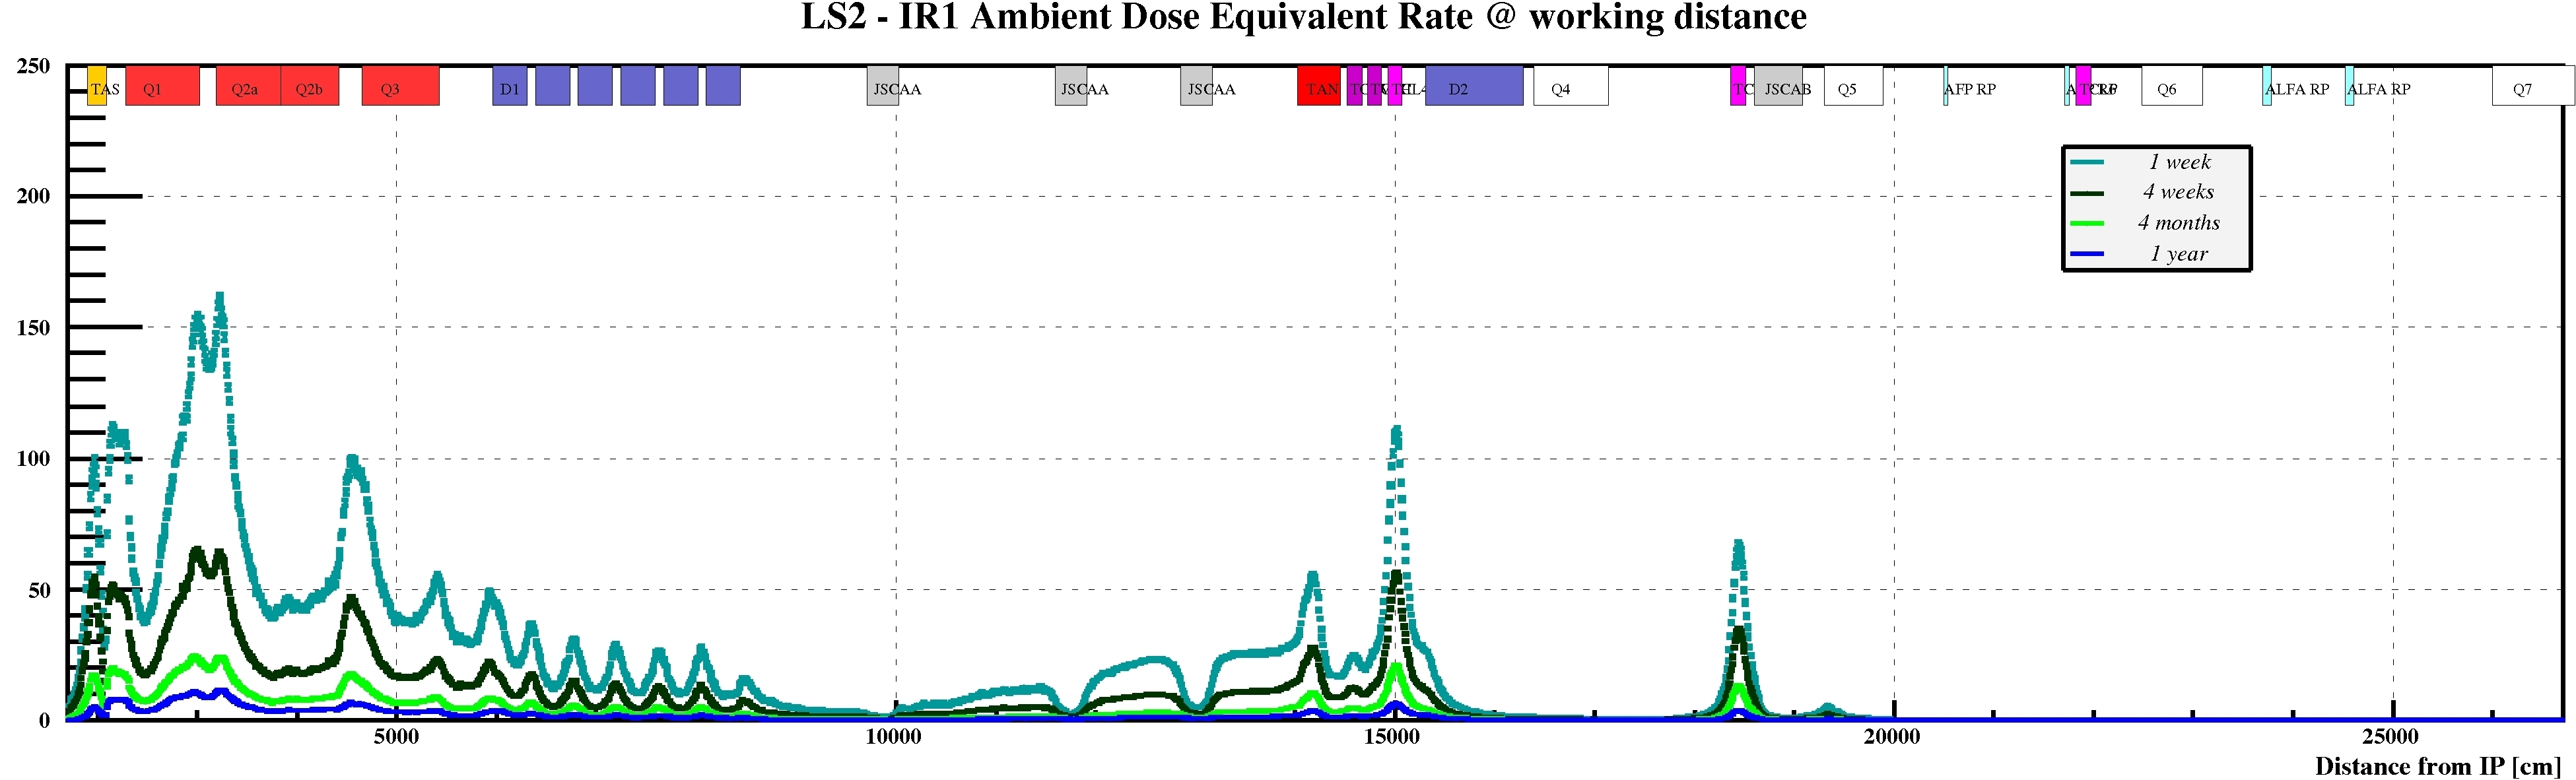 LS2 - IR1 Ambient Dose Equivalent Rate @ working distance
250
TAS Q1 Q2a Q2b Q3 D1 JSCAA JSCAA JSCAA TAN D2 Q4 JSCAB Q5 AFP RP Q6 ALFA RP ALFA RP Q7
1 week
200
4 weeks
4 months
1 year
150
100
50
0
5000 10000 15000 20000 25000
Distance from IP [cm]